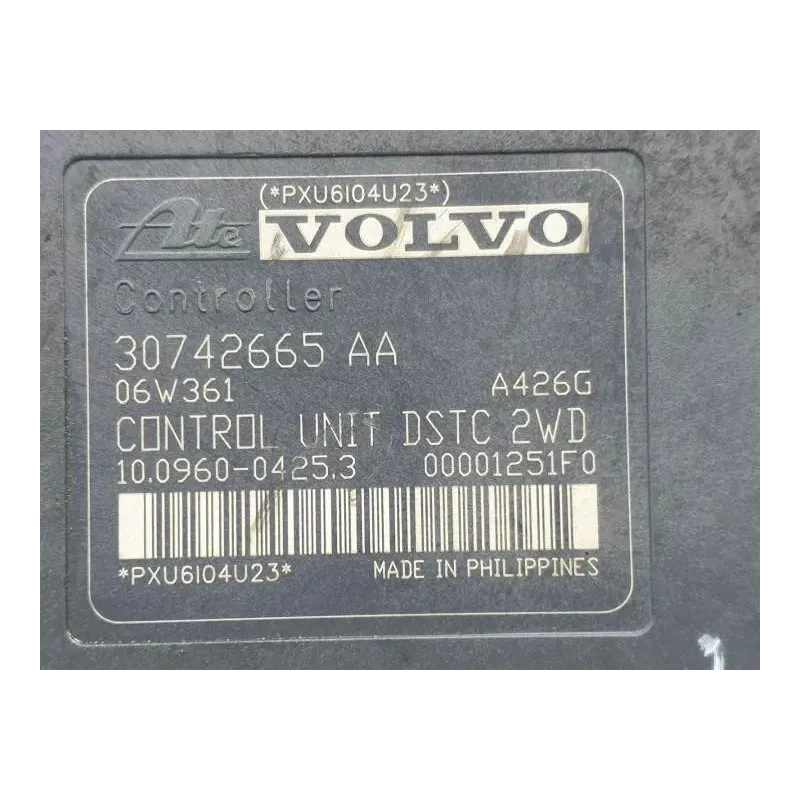 (*PXU6I04U23*)
Ate VOLVO
Controller
30742665 AA
06W361 A426G
CONTROL UNIT, DSTC 2WD
10.0960-0425.3 00001251F0
*PXU6I04U23* MADE IN PHILIPPINES